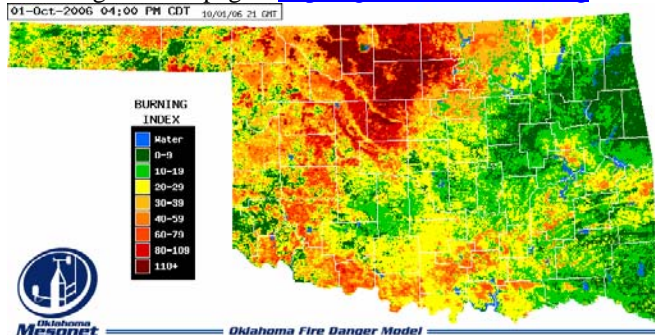 01-Oct-2006 04:00 PM CDT 10/01/06 21 GMT
BURNING
INDEX
Water
0-9
10-19
20-29
30-39
40-59
60-79
80-109
110+
Oklahoma
Mesonet
Oklahoma Fire Danger Model